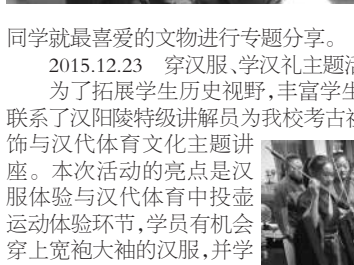 同学就最喜爱的文物进行专题分享。
2015.12.23 穿汉服、学汉礼主题活
为了拓展学生历史视野，丰富学生
联系了汉阳陵特级讲解员为我校考古社
饰与汉代体育文化主题讲
座。本次活动的亮点是汉
服体验与汉代体育中投壶
运动体验环节，学员有机会
穿上宽袍大袖的汉服，并学